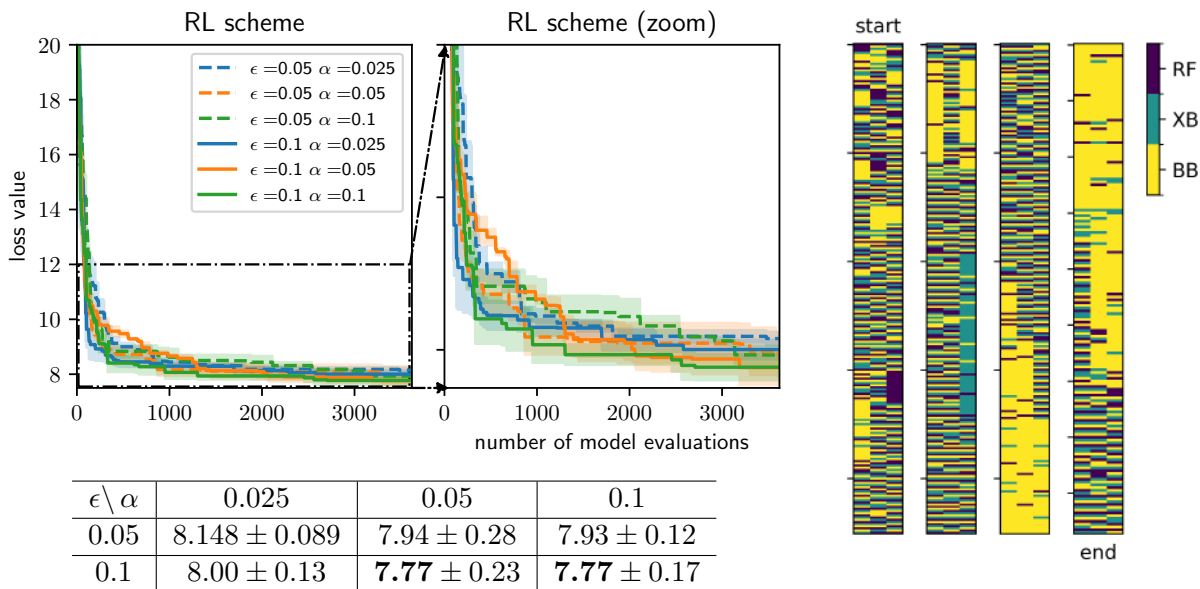 RL scheme
RL scheme (zoom)
start
20
18
16
14
12
10
8
loss value
ϵ =0.05 α =0.025
ϵ =0.05 α =0.05
ϵ =0.05 α =0.1
ϵ =0.1 α =0.025
ϵ =0.1 α =0.05
ϵ =0.1 α =0.1
RF
XB
BB
0 1000 2000 3000
0 1000 2000 3000
number of model evaluations
end
ϵ\ α 0.025 0.05 0.1
0.05 8.148 ± 0.089 7.94 ± 0.28 7.93 ± 0.12
0.1 8.00 ± 0.13 7.77 ± 0.23 7.77 ± 0.17